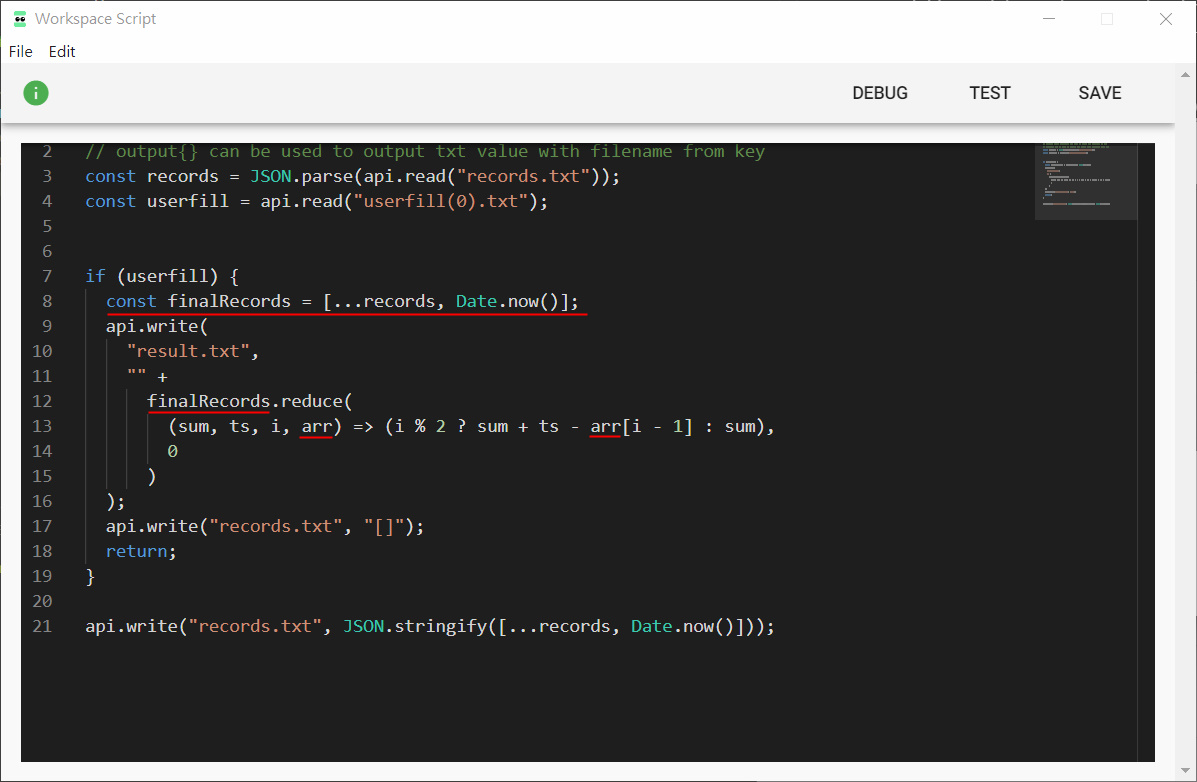 Workspace Script
File Edit
DEBUG TEST SAVE
2 // output{} can be used to output txt value with filename from key
3 const records = JSON.parse(api.read("records.txt"));
4 const userfill = api.read("userfill(0).txt");
5
6
7 if (userfill) {
8 const finalRecords = [...records, Date.now()];
9 api.write(
10 "result.txt",
11 "" +
12 finalRecords.reduce(
13 (sum, ts, i, arr) => (i % 2 ? sum + ts - arr[i - 1] : sum),
14 0
15 )
16 );
17 api.write("records.txt", "[]");
18 return;
19 }
20
21 api.write("records.txt", JSON.stringify([...records, Date.now()]));